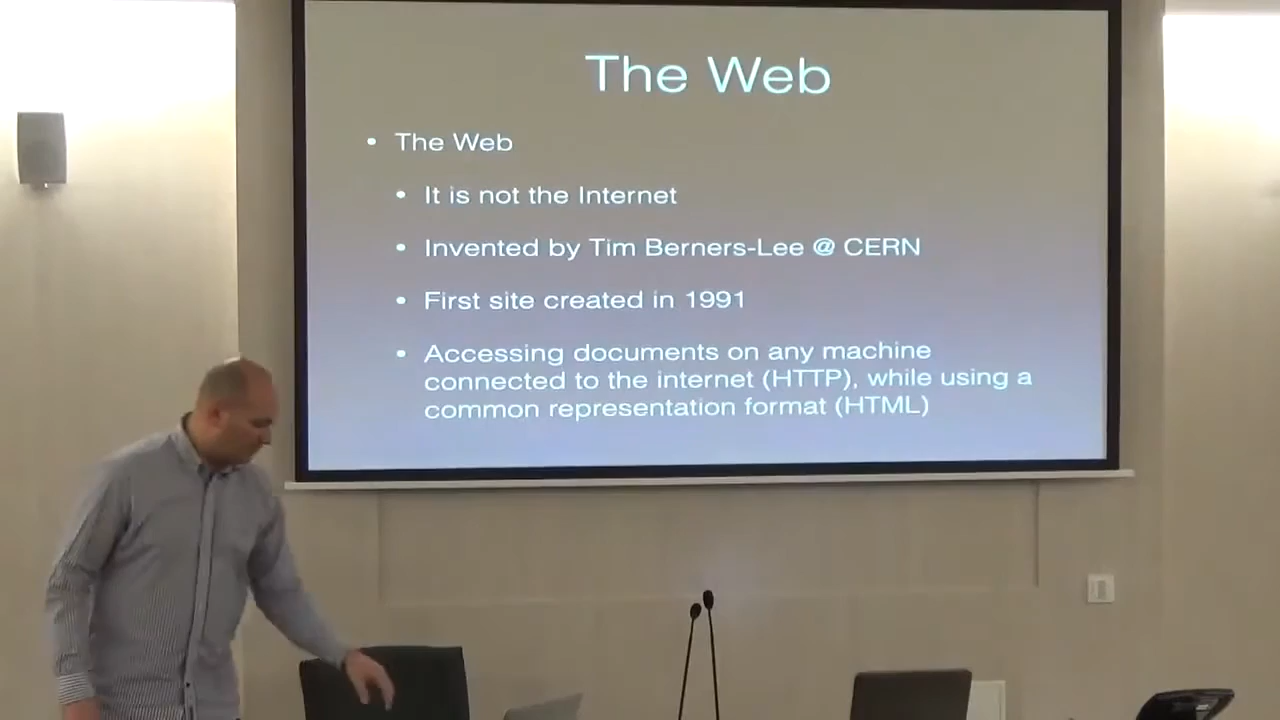 The Web
• The Web
• It is not the Internet
• Invented by Tim Berners-Lee @ CERN
• First site created in 1991
• Accessing documents on any machine
connected to the internet (HTTP), while using a
common representation format (HTML)